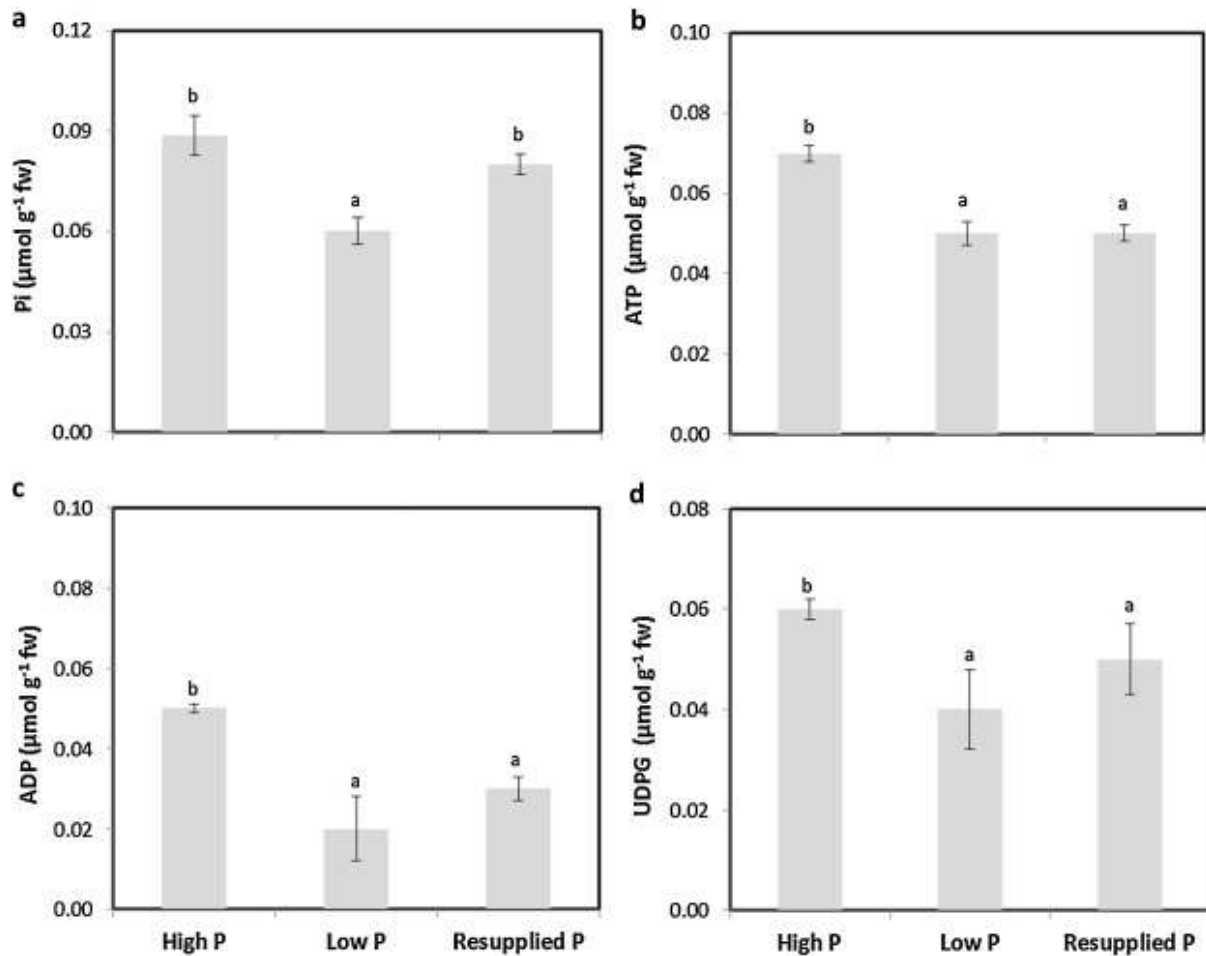 a
0.12
0.09
0.06
0.03
0.00
Pi (µmol g⁻¹ fw)
b
a
b
b
0.10
0.08
0.06
0.04
0.02
0.00
ATP (µmol g⁻¹ fw)
b
a
a
c
0.10
0.08
0.06
0.04
0.02
0.00
ADP (µmol g⁻¹ fw)
b
a
a
High P Low P Resupplied P
d
0.08
0.06
0.04
0.02
0.00
UDPG (µmol g⁻¹ fw)
b
a
a
High P Low P Resupplied P